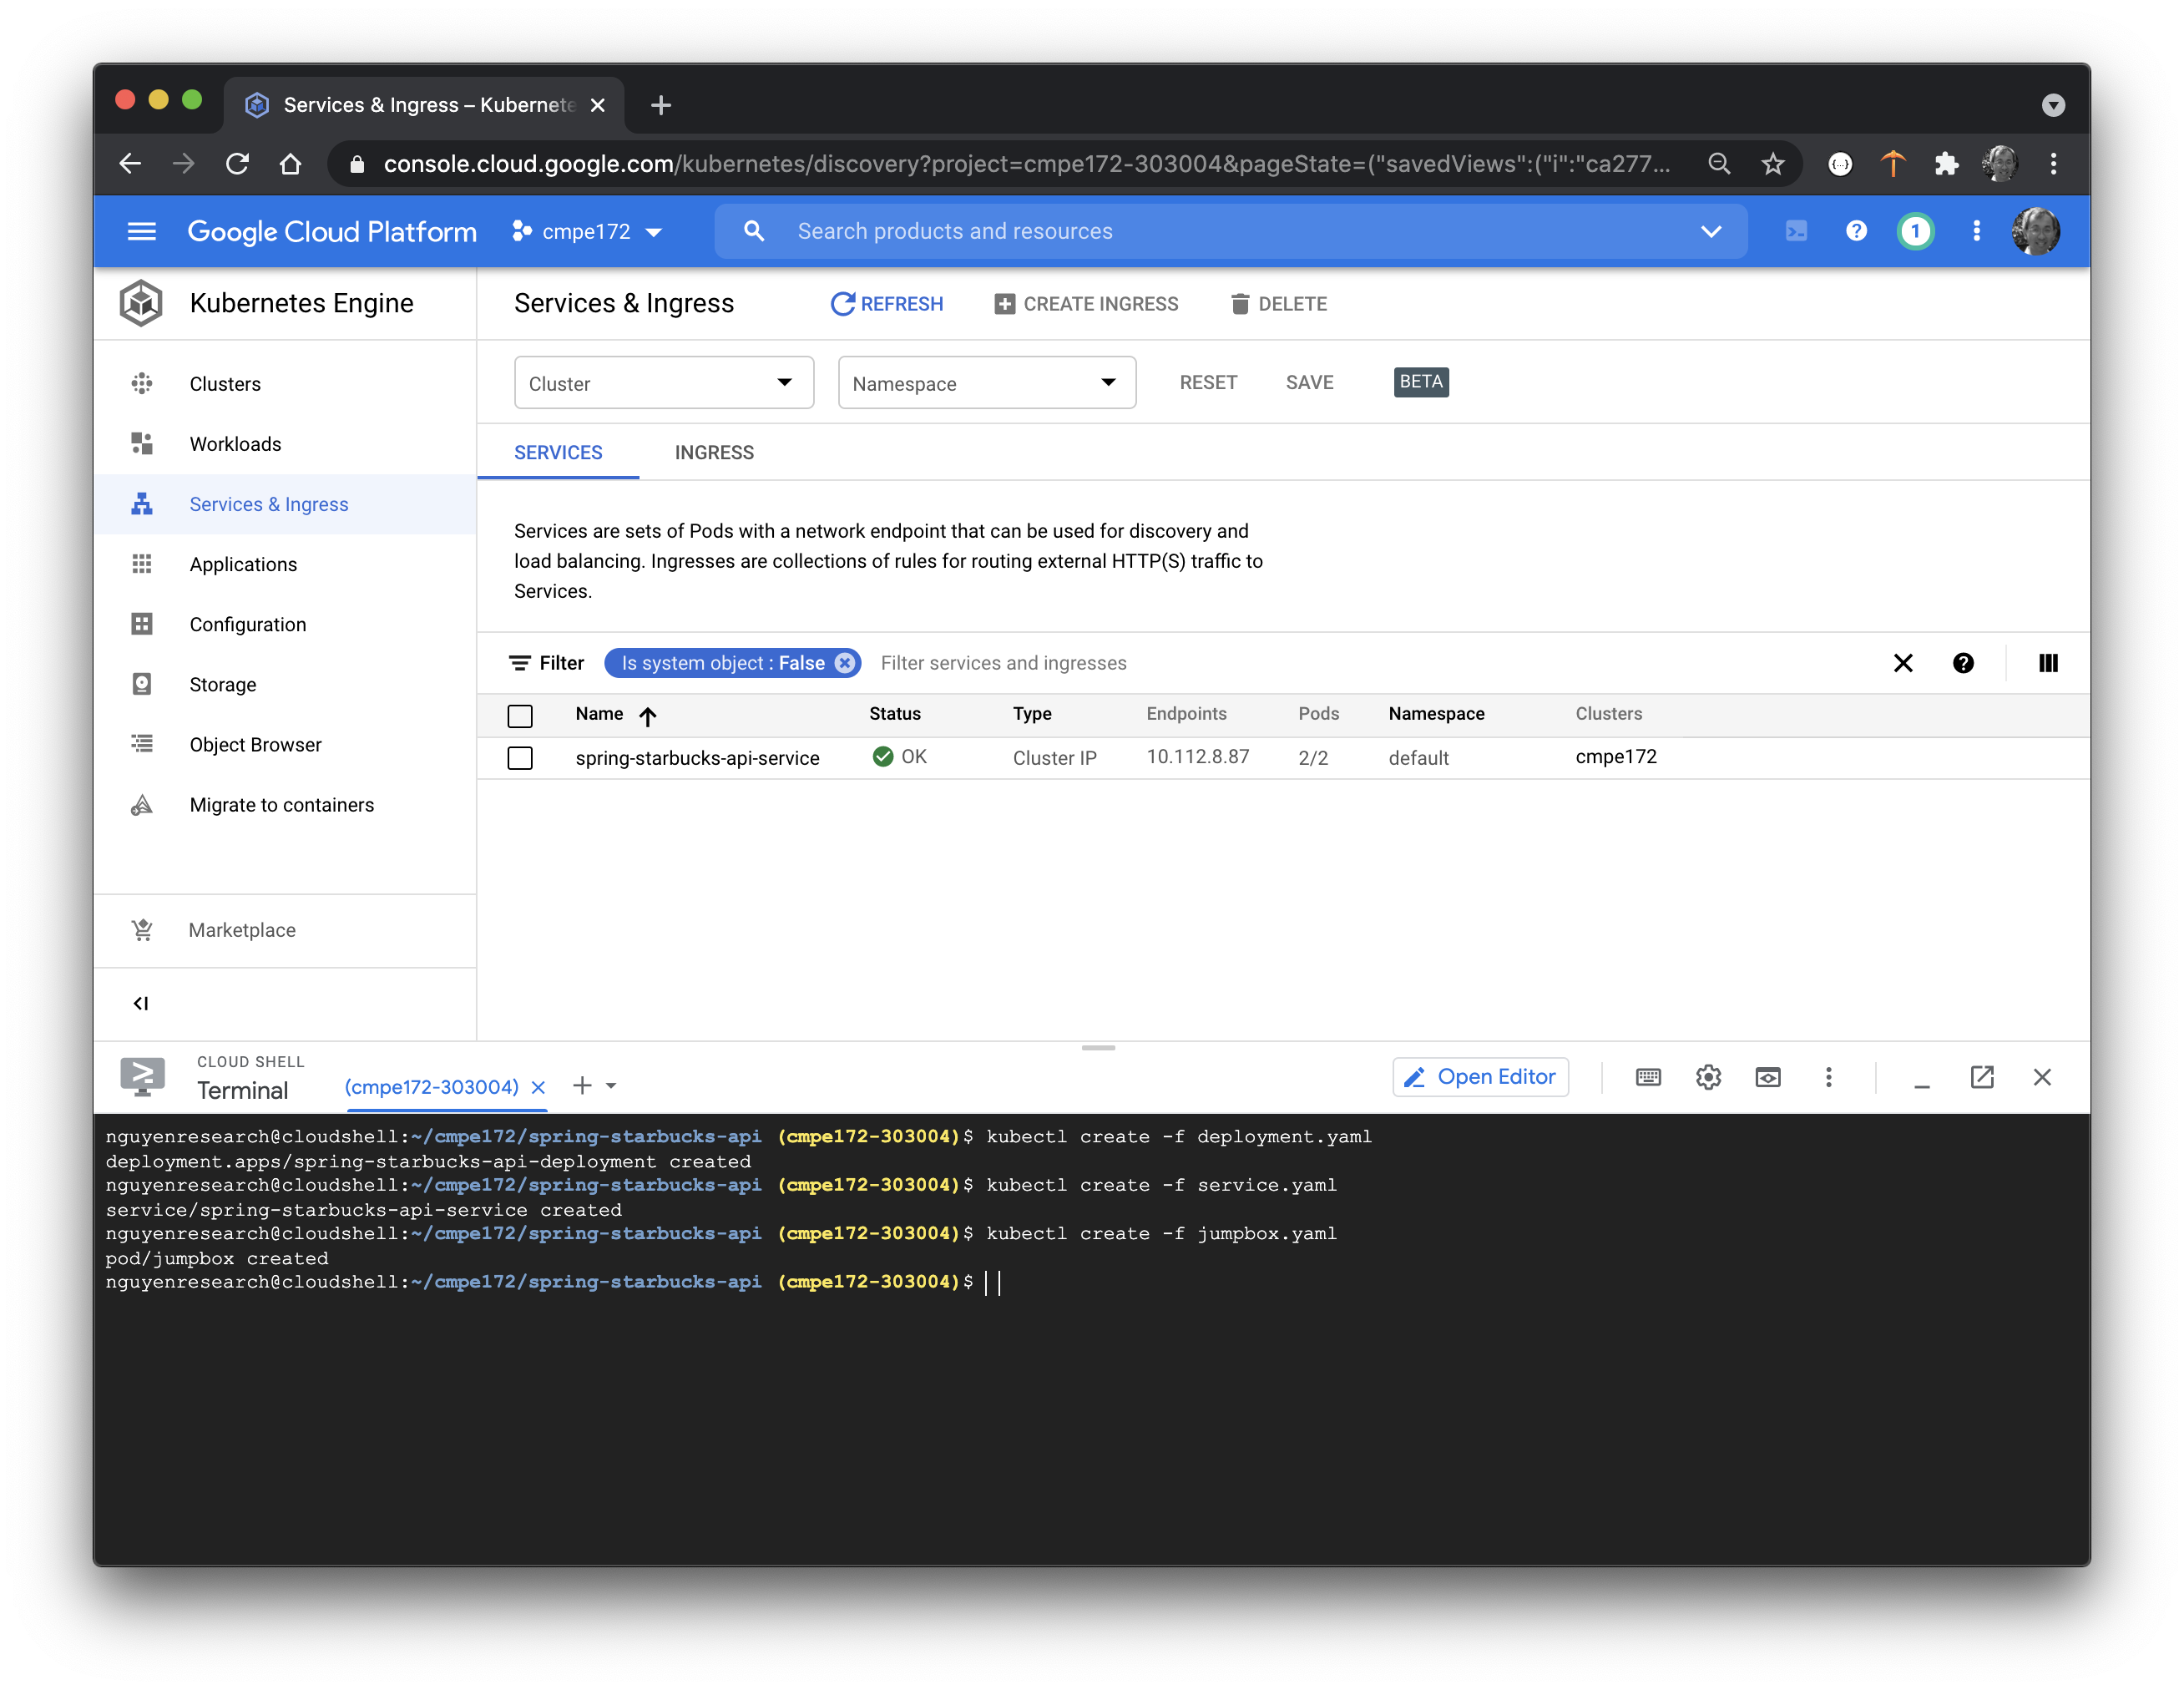 Services & Ingress – Kubernete
console.cloud.google.com/kubernetes/discovery?project=cmpe172-303004&pageState=("savedViews":("i":"ca277...
Google Cloud Platform
cmpe172
Search products and resources
1
Kubernetes Engine
Services & Ingress
REFRESH
CREATE INGRESS
DELETE
Clusters
Workloads
Services & Ingress
Applications
Configuration
Storage
Object Browser
Migrate to containers
Marketplace
Cluster
Namespace
RESET
SAVE
BETA
SERVICES
INGRESS
Services are sets of Pods with a network endpoint that can be used for discovery and
load balancing. Ingresses are collections of rules for routing external HTTP(S) traffic to
Services.
Filter
Is system object : False
Filter services and ingresses
Name Status Type Endpoints Pods Namespace Clusters
spring-starbucks-api-service OK Cluster IP 10.112.8.87 2/2 default cmpe172
CLOUD SHELL
Terminal
(cmpe172-303004)
Open Editor
nguyenresearch@cloudshell:~/cmpe172/spring-starbucks-api (cmpe172-303004)$ kubectl create -f deployment.yaml
deployment.apps/spring-starbucks-api-deployment created
nguyenresearch@cloudshell:~/cmpe172/spring-starbucks-api (cmpe172-303004)$ kubectl create -f service.yaml
service/spring-starbucks-api-service created
nguyenresearch@cloudshell:~/cmpe172/spring-starbucks-api (cmpe172-303004)$ kubectl create -f jumpbox.yaml
pod/jumpbox created
nguyenresearch@cloudshell:~/cmpe172/spring-starbucks-api (cmpe172-303004)$